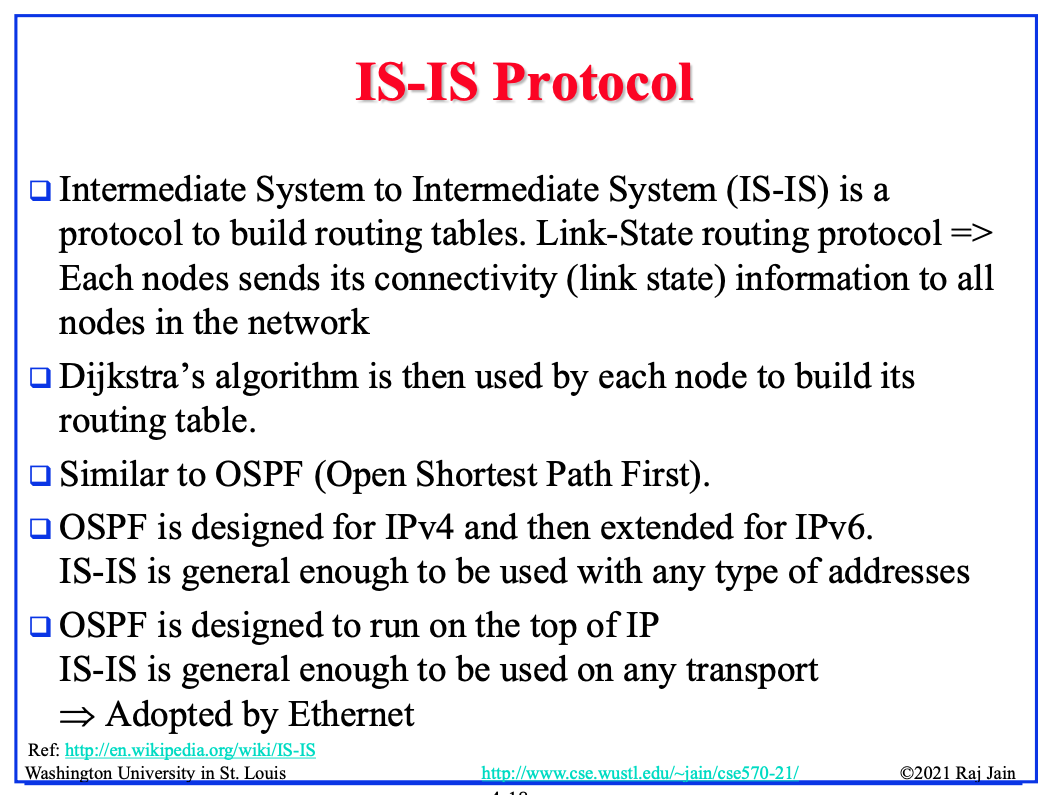 IS-IS Protocol
Intermediate System to Intermediate System (IS-IS) is a
protocol to build routing tables. Link-State routing protocol =>
Each nodes sends its connectivity (link state) information to all
nodes in the network
Dijkstra’s algorithm is then used by each node to build its
routing table.
Similar to OSPF (Open Shortest Path First).
OSPF is designed for IPv4 and then extended for IPv6.
IS-IS is general enough to be used with any type of addresses
OSPF is designed to run on the top of IP
IS-IS is general enough to be used on any transport
⇒ Adopted by Ethernet
Ref: http://en.wikipedia.org/wiki/IS-IS
Washington University in St. Louis http://www.cse.wustl.edu/~jain/cse570-21/ ©2021 Raj Jain